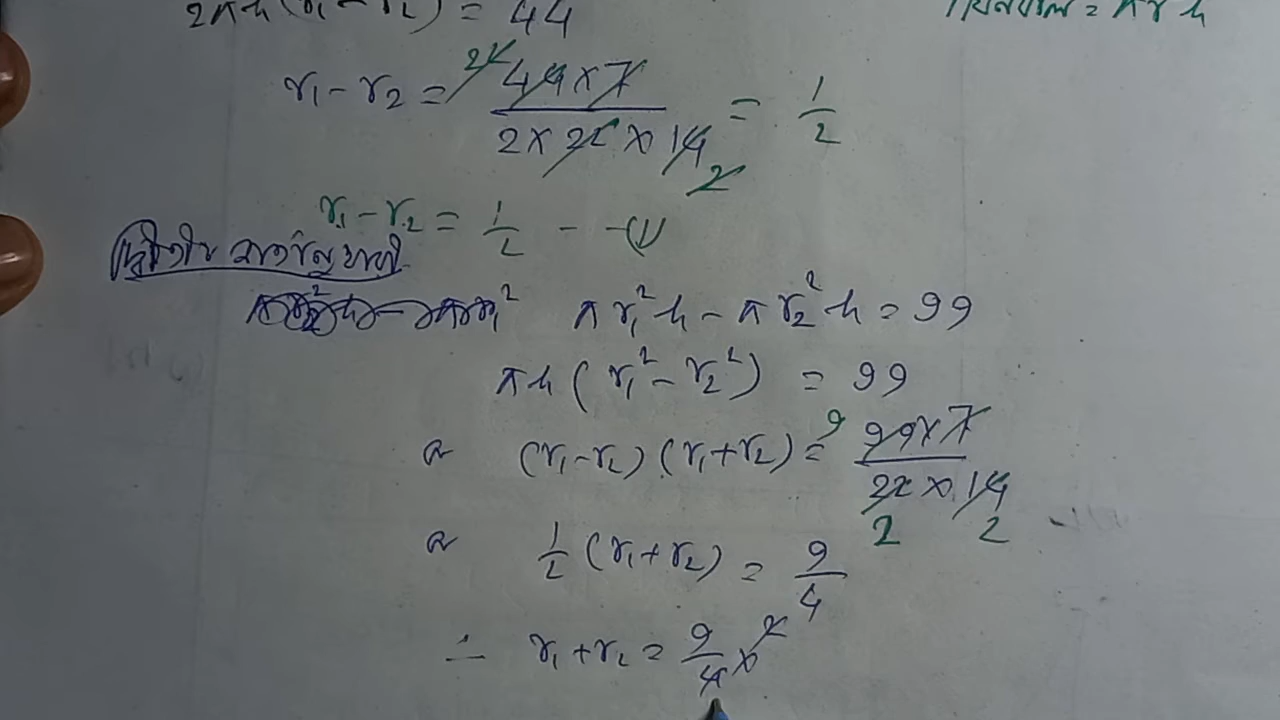 2πh(r₁ - r₂) = 44
= πr²h
r₁ - r₂ = 44 × 7 / 2 × 22 × 14 = 1/2
r₁ - r₂ = 1/2 - - (1)
πr₁²h - πr₂²h = 99
πh(r₁² - r₂²) = 99
বা (r₁ - r₂)(r₁ + r₂) = 99 × 7 / 22 × 14
বা 1/2 (r₁ + r₂) = 9/4
∴ r₁ + r₂ = 9/4 × 2